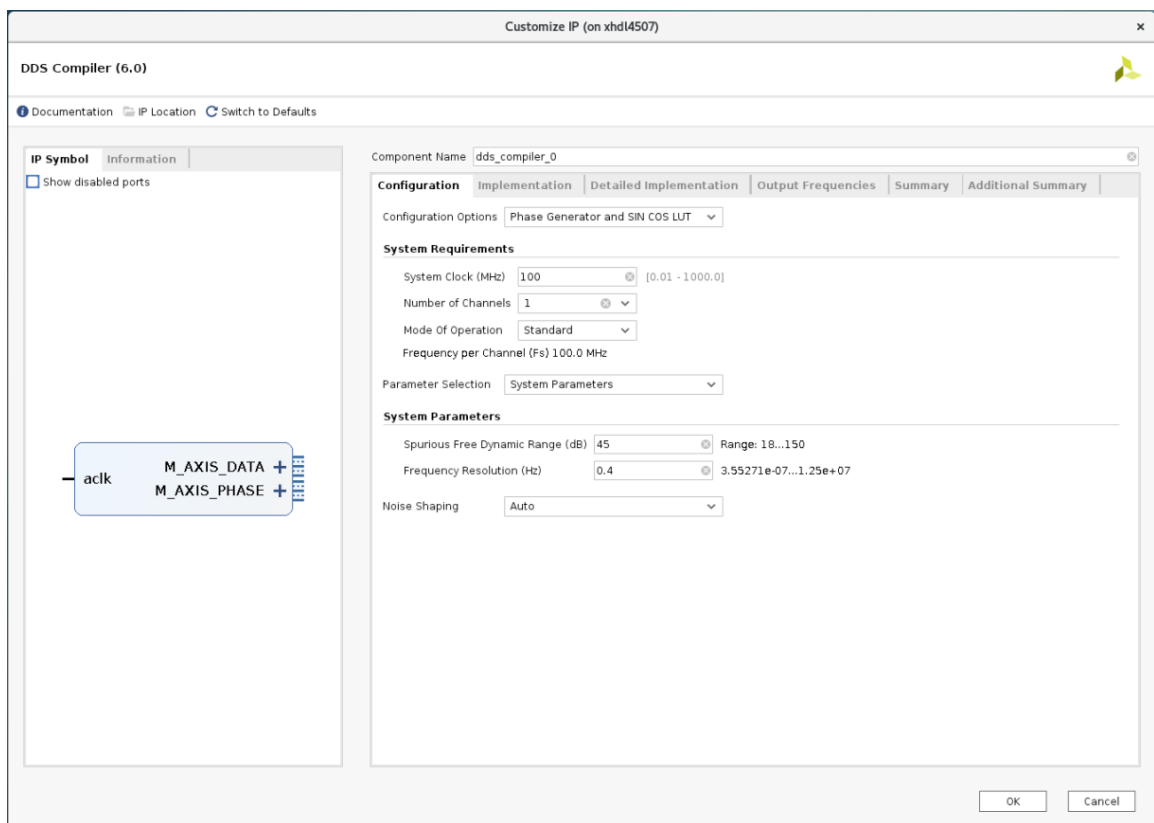 Customize IP (on xhdl4507)
DDS Compiler (6.0)
Documentation IP Location Switch to Defaults
IP Symbol Information
Show disabled ports
aclk
M_AXIS_DATA
M_AXIS_PHASE
Component Name dds_compiler_0
Configuration Implementation Detailed Implementation Output Frequencies Summary Additional Summary
Configuration Options Phase Generator and SIN COS LUT
System Requirements
System Clock (MHz) 100 [0.01 - 1000.0]
Number of Channels 1
Mode Of Operation Standard
Frequency per Channel (Fs) 100.0 MHz
Parameter Selection System Parameters
System Parameters
Spurious Free Dynamic Range (dB) 45 Range: 18...150
Frequency Resolution (Hz) 0.4 3.55271e-07...1.25e+07
Noise Shaping Auto
OK Cancel